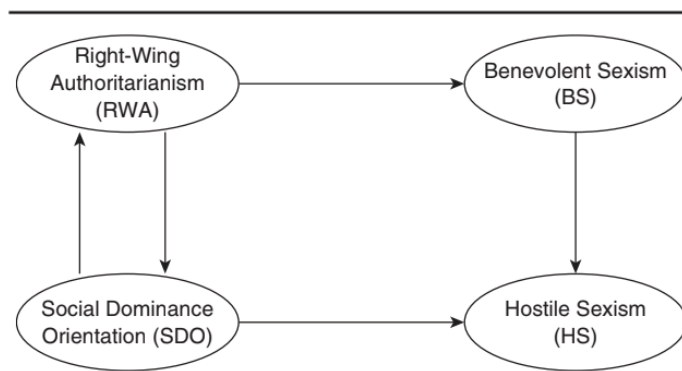 Right-Wing
Authoritarianism
(RWA)
Benevolent Sexism
(BS)
Social Dominance
Orientation (SDO)
Hostile Sexism
(HS)